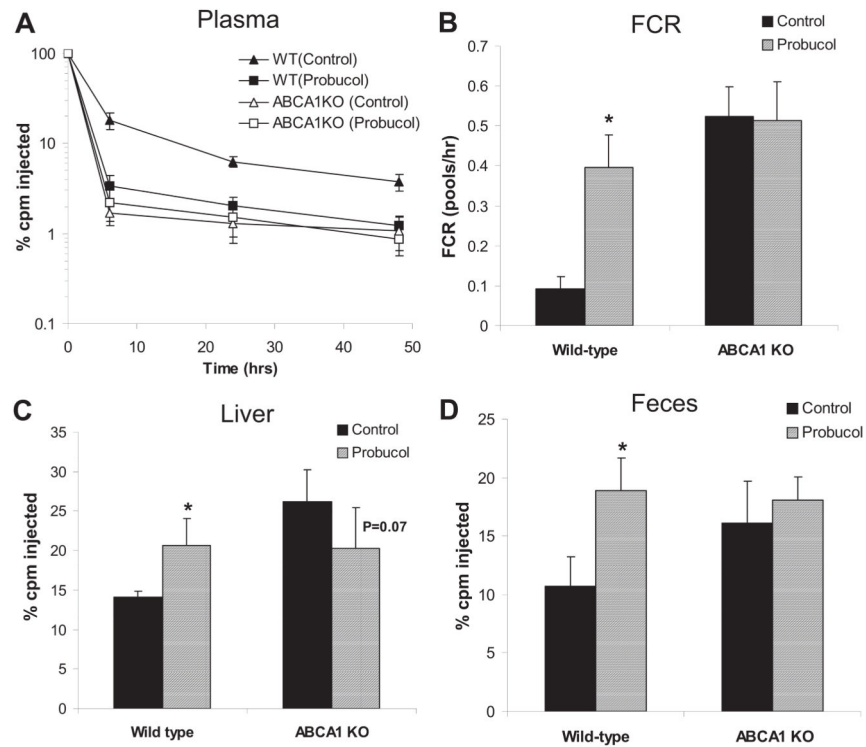 A
Plasma
% cpm injected
100
10
1
0.1
0
10
20
30
40
50
Time (hrs)
WT(Control)
WT(Probucol)
ABCA1KO (Control)
ABCA1KO (Probucol)
B
FCR
Control
Probucol
FCR (pools/hr)
0.7
0.6
0.5
0.4
0.3
0.2
0.1
0
*
Wild-type
ABCA1 KO
C
Liver
Control
Probucol
% cpm injected
35
30
25
20
15
10
5
0
*
P=0.07
Wild type
ABCA1 KO
D
Feces
Control
Probucol
% cpm injected
25
20
15
10
5
0
*
Wild-type
ABCA1 KO